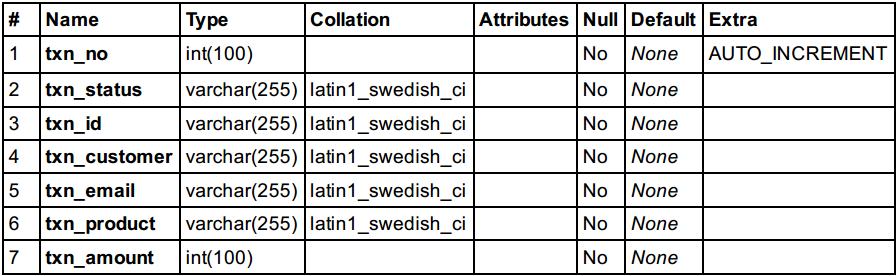 # Name Type Collation Attributes Null Default Extra
1 txn_no int(100) No None AUTO_INCREMENT
2 txn_status varchar(255) latin1_swedish_ci No None
3 txn_id varchar(255) latin1_swedish_ci No None
4 txn_customer varchar(255) latin1_swedish_ci No None
5 txn_email varchar(255) latin1_swedish_ci No None
6 txn_product varchar(255) latin1_swedish_ci No None
7 txn_amount int(100) No None